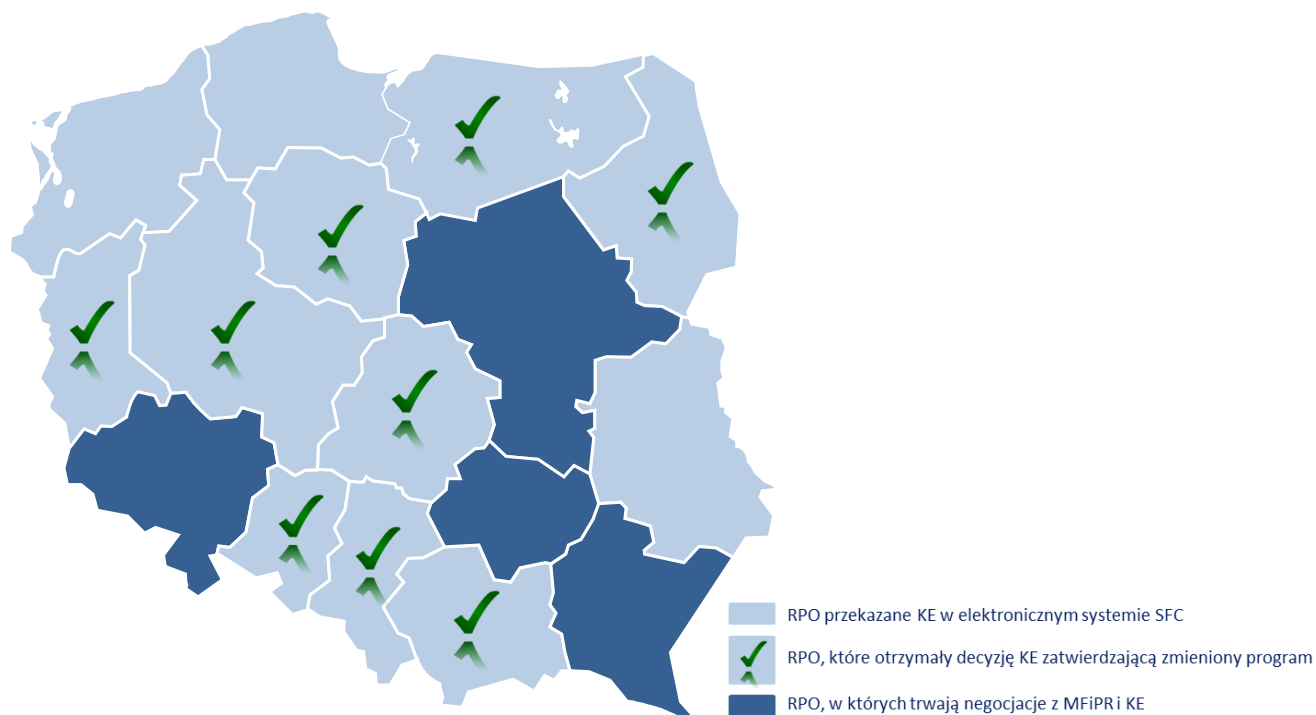 RPO przekazane KE w elektronicznym systemie SFC
RPO, które otrzymały decyzję KE zatwierdzającą zmieniony program
RPO, w których trwają negocjacje z MFiPR i KE